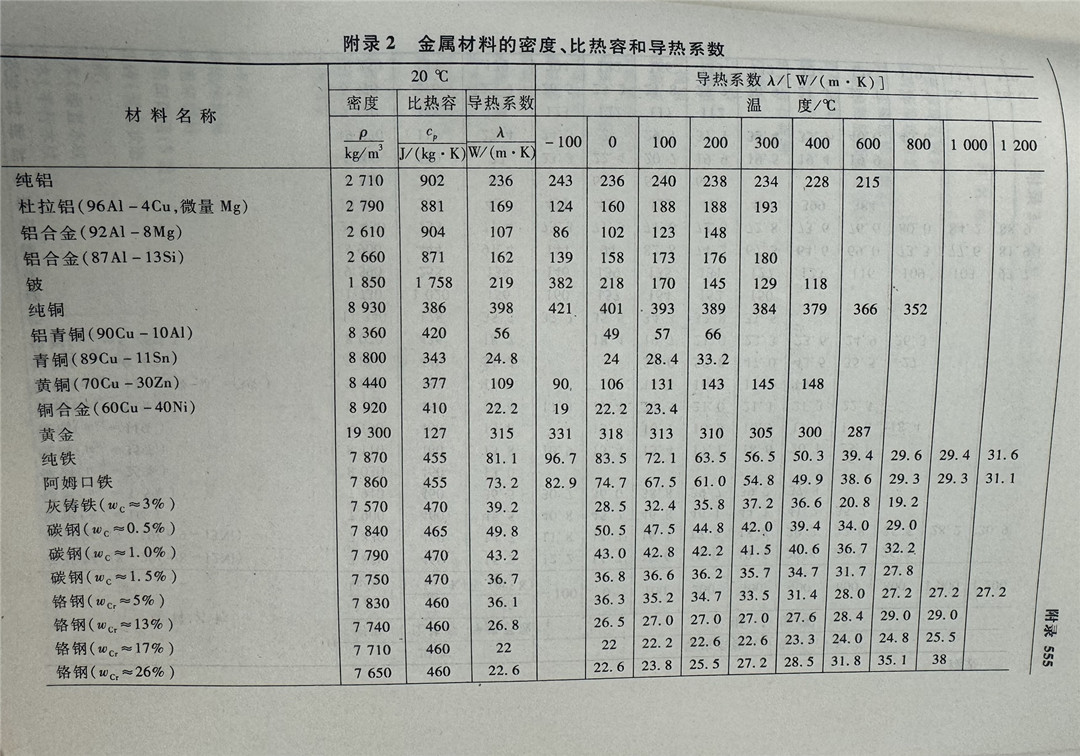 附录 2 金属材料的密度、比热容和导热系数
材 料 名 称 20 ℃ 导热系数 λ/[W/(m·K)]
密度 比热容 导热系数 温 度/℃
ρ c_p λ -100 0 100 200 300 400 600 800 1 000 1 200
kg/m³ J/(kg·K) W/(m·K)
纯铝 2 710 902 236 243 236 240 238 234 228 215
杜拉铝(96Al-4Cu,微量 Mg) 2 790 881 169 124 160 188 188 193
铝合金(92Al-8Mg) 2 610 904 107 86 102 123 148
铝合金(87Al-13Si) 2 660 871 162 139 158 173 176 180
铍 1 850 1 758 219 382 218 170 145 129 118
纯铜 8 930 386 398 421 401 393 389 384 379 366 352
铝青铜(90Cu-10Al) 8 360 420 56 49 57 66
青铜(89Cu-11Sn) 8 800 343 24.8 24 28.4 33.2
黄铜(70Cu-30Zn) 8 440 377 109 90 106 131 143 145 148
铜合金(60Cu-40Ni) 8 920 410 22.2 19 22.2 23.4
黄金 19 300 127 315 331 318 313 310 305 300 287
纯铁 7 870 455 81.1 96.7 83.5 72.1 63.5 56.5 50.3 39.4 29.6 29.4 31.6
阿姆口铁 7 860 455 73.2 82.9 74.7 67.5 61.0 54.8 49.9 38.6 29.3 29.3 31.1
灰铸铁(w_C≈3%) 7 570 470 39.2 28.5 32.4 35.8 37.2 36.6 20.8 19.2
碳钢(w_C≈0.5%) 7 840 465 49.8 50.5 47.5 44.8 42.0 39.4 34.0 29.0
碳钢(w_C≈1.0%) 7 790 470 43.2 43.0 42.8 42.2 41.5 40.6 36.7 32.2
碳钢(w_C≈1.5%) 7 750 470 36.7 36.8 36.6 36.2 35.7 34.7 31.7 27.8
铬钢(w_Cr≈5%) 7 830 460 36.1 36.3 35.2 34.7 33.5 31.4 28.0 27.2 27.2 27.2
铬钢(w_Cr≈13%) 7 740 460 26.8 26.5 27.0 27.0 27.0 27.6 28.4 29.0 29.0
铬钢(w_Cr≈17%) 7 710 460 22 22 22.2 22.6 22.6 23.3 24.0 24.8 25.5
铬钢(w_Cr≈26%) 7 650 460 22.6 22.6 23.8 25.5 27.2 28.5 31.8 35.1 38
附录 555